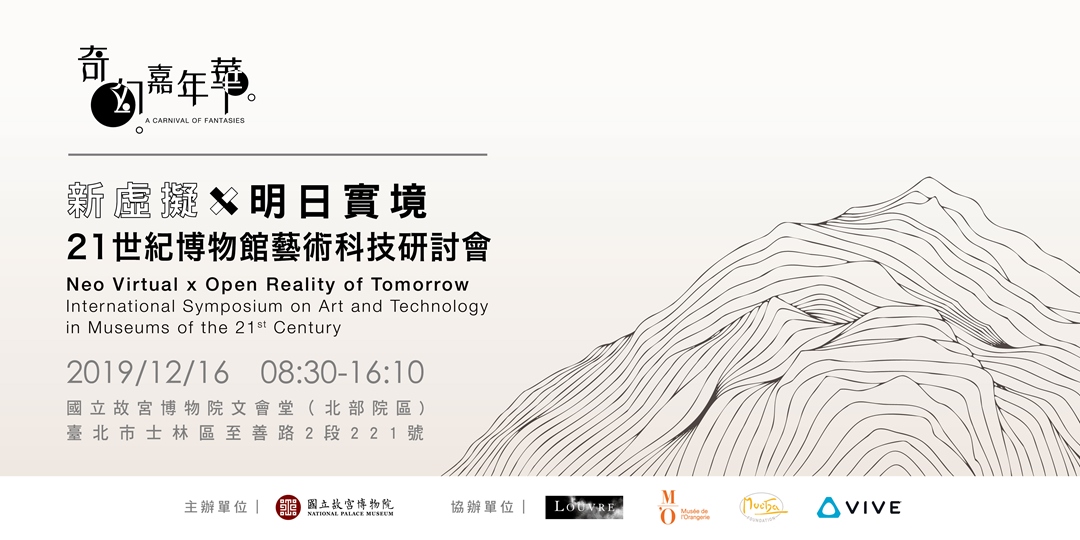 奇幻嘉年華
A CARNIVAL OF FANTASIES
新虛擬 x 明日實境
21世紀博物館藝術科技研討會
Neo Virtual x Open Reality of Tomorrow
International Symposium on Art and Technology
in Museums of the 21st Century
2019/12/16 08:30-16:10
國立故宮博物院文會堂（北部院區）
臺北市士林區至善路2段221號
主辦單位｜
國立故宮博物院
NATIONAL PALACE MUSEUM
協辦單位｜
LOUVRE
M'O
Musée de
l'Orangerie
Mucha
FOUNDATION
VIVE